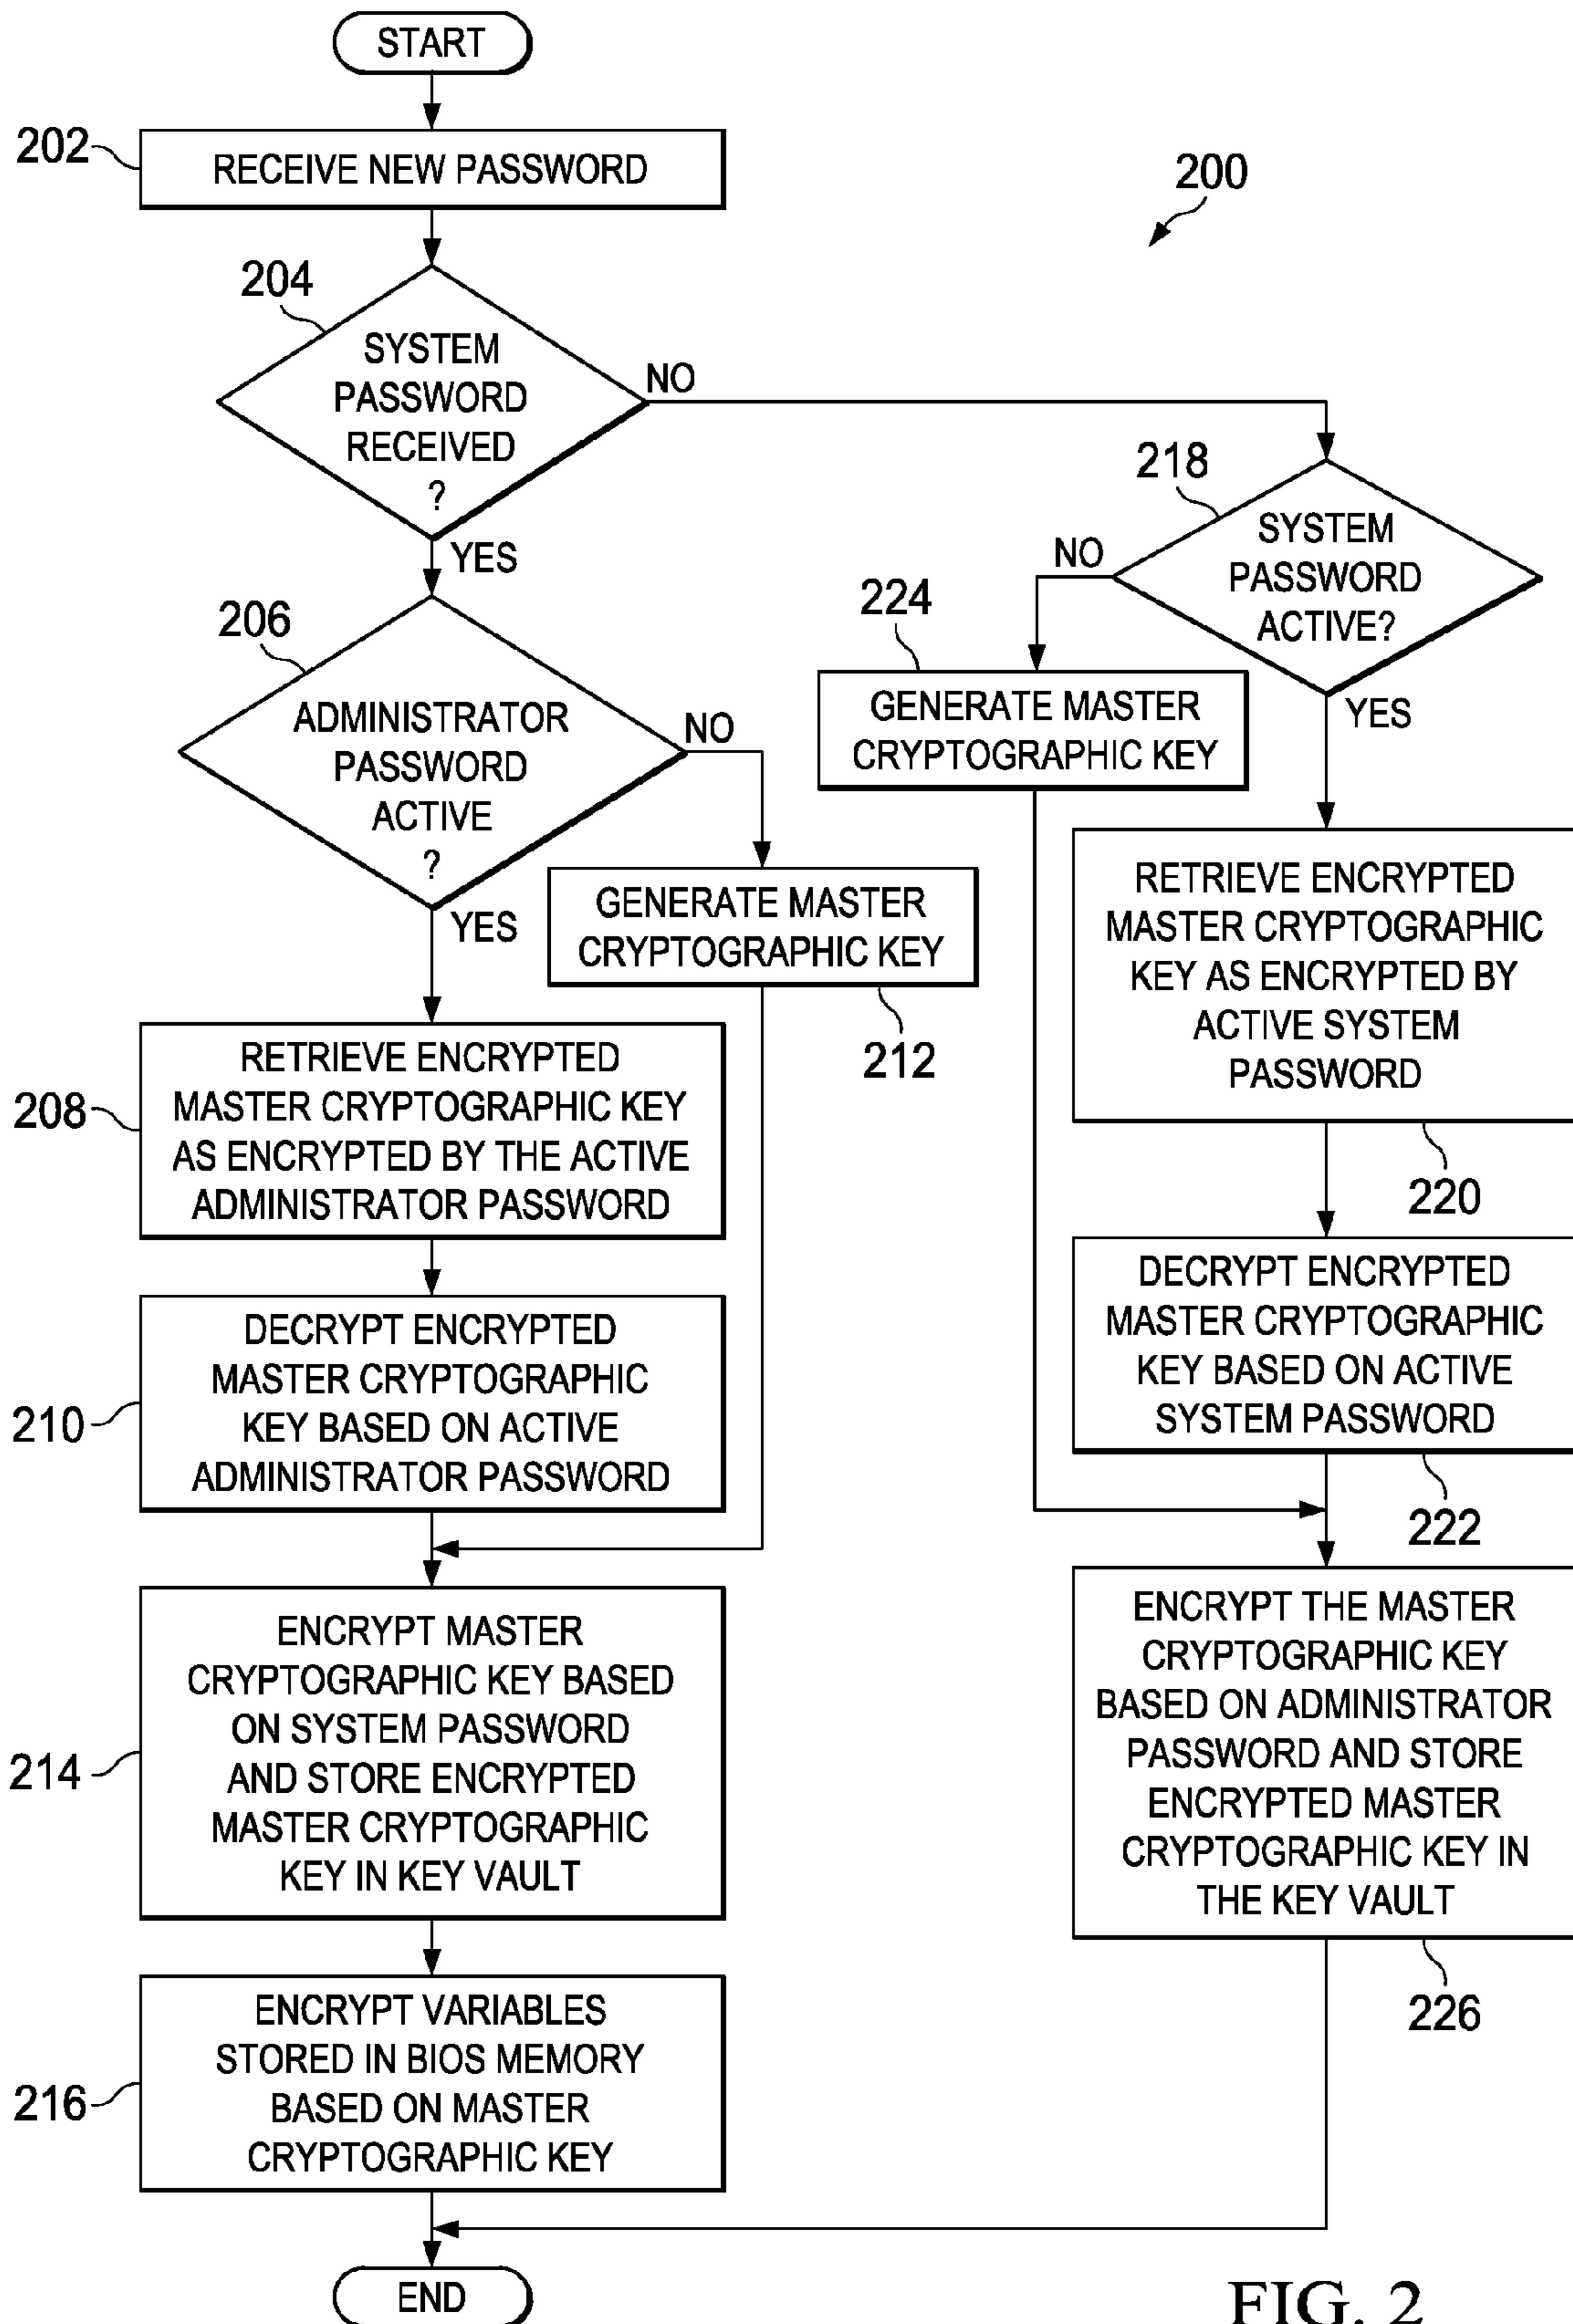 START
202
RECEIVE NEW PASSWORD
200
204
SYSTEM
PASSWORD
RECEIVED
?
NO
YES
218
SYSTEM
PASSWORD
ACTIVE?
NO
YES
206
ADMINISTRATOR
PASSWORD
ACTIVE
?
NO
YES
224
GENERATE MASTER
CRYPTOGRAPHIC KEY
GENERATE MASTER
CRYPTOGRAPHIC KEY
212
RETRIEVE ENCRYPTED
MASTER CRYPTOGRAPHIC
KEY AS ENCRYPTED BY
ACTIVE SYSTEM
PASSWORD
220
208
RETRIEVE ENCRYPTED
MASTER CRYPTOGRAPHIC KEY
AS ENCRYPTED BY THE ACTIVE
ADMINISTRATOR PASSWORD
DECRYPT ENCRYPTED
MASTER CRYPTOGRAPHIC
KEY BASED ON ACTIVE
SYSTEM PASSWORD
222
210
DECRYPT ENCRYPTED
MASTER CRYPTOGRAPHIC
KEY BASED ON ACTIVE
ADMINISTRATOR PASSWORD
214
ENCRYPT MASTER
CRYPTOGRAPHIC KEY BASED
ON SYSTEM PASSWORD
AND STORE ENCRYPTED
MASTER CRYPTOGRAPHIC
KEY IN KEY VAULT
ENCRYPT THE MASTER
CRYPTOGRAPHIC KEY
BASED ON ADMINISTRATOR
PASSWORD AND STORE
ENCRYPTED MASTER
CRYPTOGRAPHIC KEY IN
THE KEY VAULT
226
216
ENCRYPT VARIABLES
STORED IN BIOS MEMORY
BASED ON MASTER
CRYPTOGRAPHIC KEY
END
FIG. 2